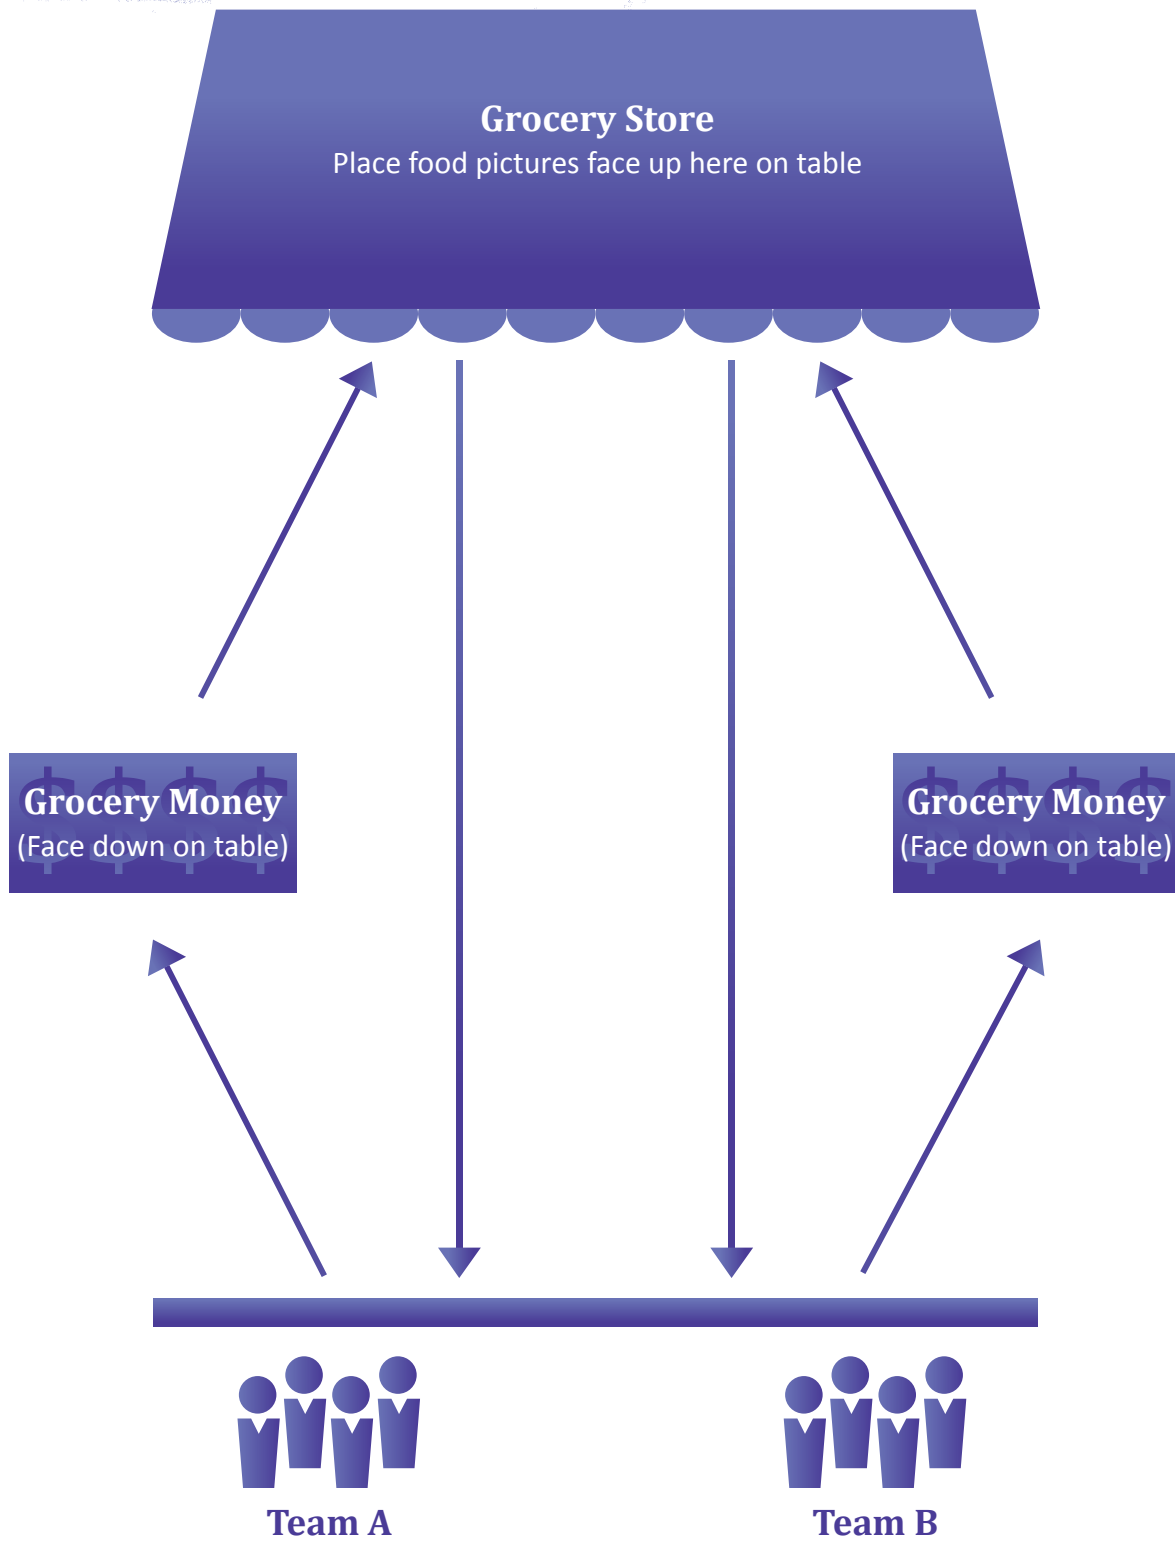 Grocery Store
Place food pictures face up here on table
$$$$
Grocery Money
(Face down on table)
$$$$
Grocery Money
(Face down on table)
Team A
Team B